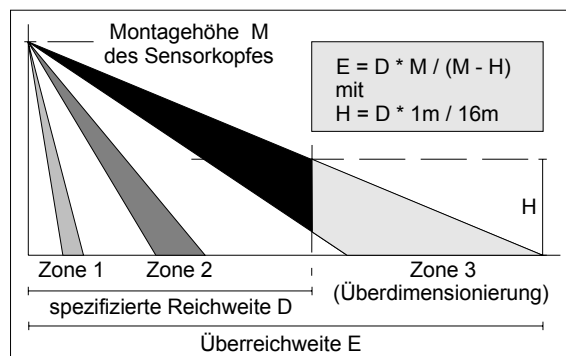 Montagehöhe M
des Sensorkopfes
E = D * M / (M - H)
mit
H = D * 1m / 16m
H
Zone 1
Zone 2
Zone 3
(Überdimensionierung)
spezifizierte Reichweite D
Überreichweite E